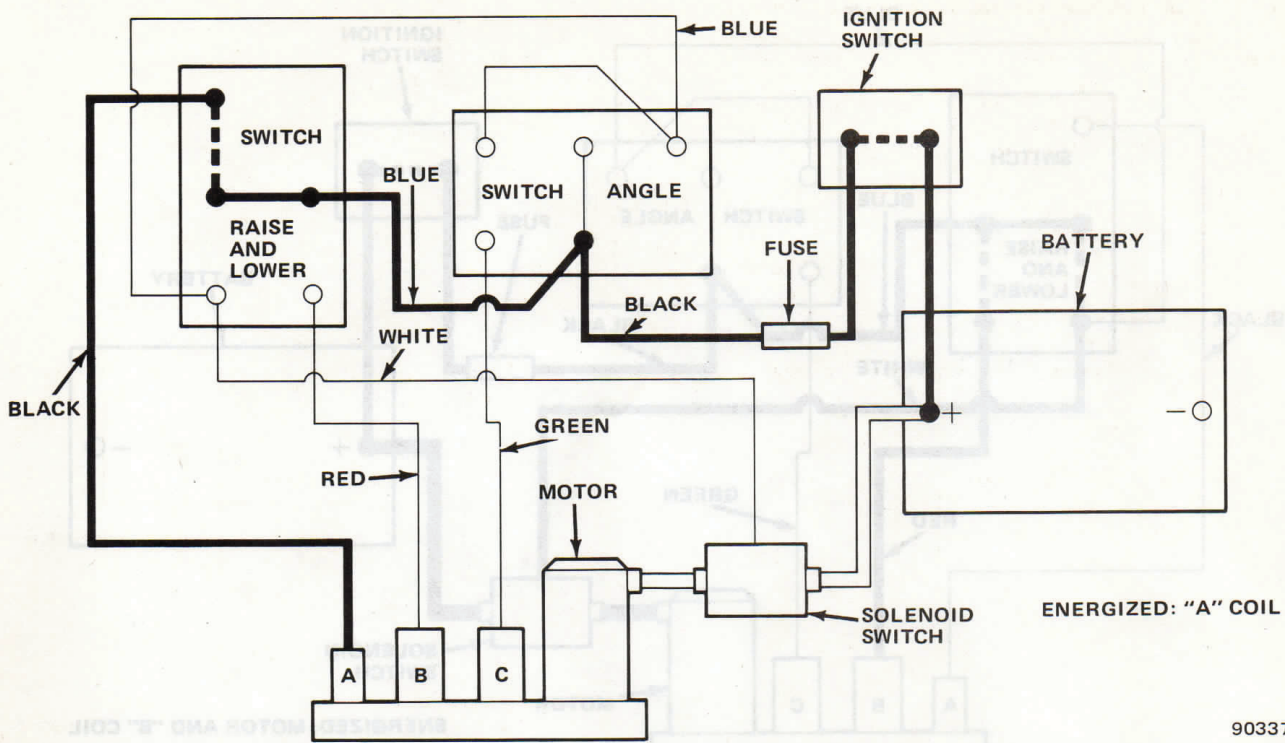 BLUE
IGNITION
SWITCH
SWITCH
BLUE
SWITCH
ANGLE
RAISE
AND
LOWER
FUSE
BATTERY
BLACK
WHITE
BLACK
+
-
GREEN
RED
MOTOR
SOLENOID
SWITCH
ENERGIZED: "A" COIL
A
B
C
90337